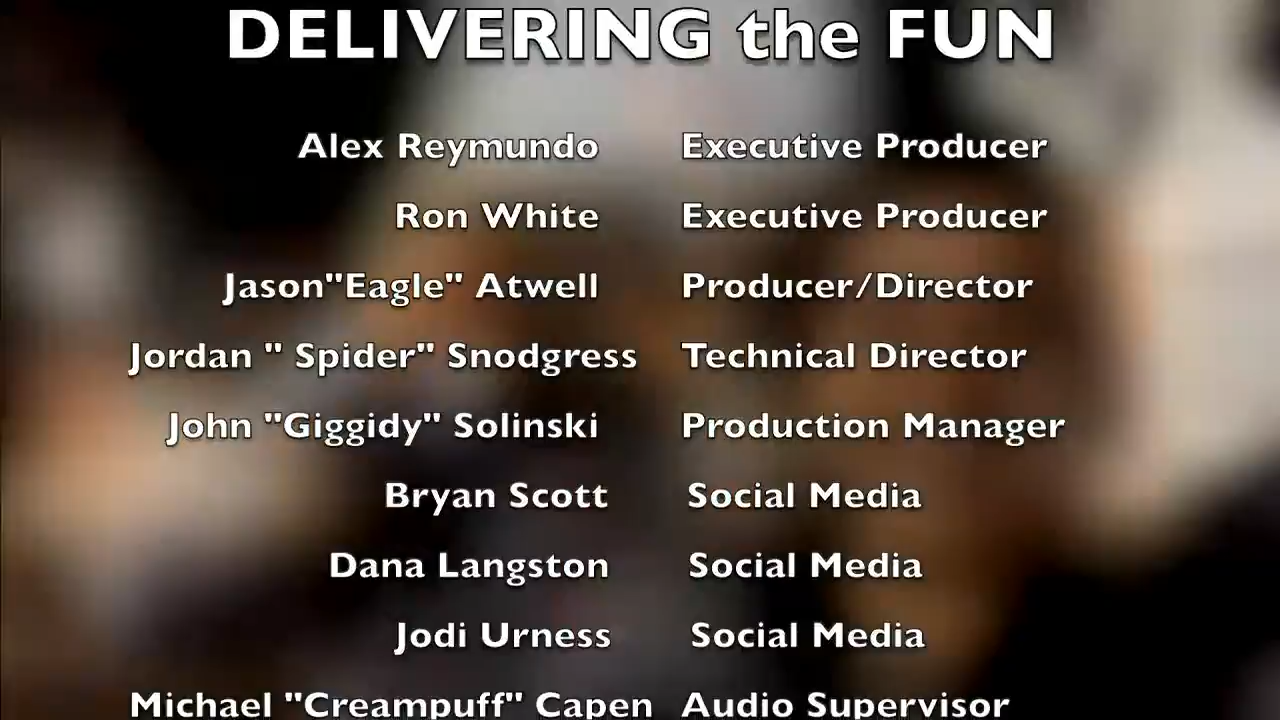 DELIVERING the FUN
Alex Reymundo Executive Producer
Ron White Executive Producer
Jason"Eagle" Atwell Producer/Director
Jordan " Spider" Snodgress Technical Director
John "Giggidy" Solinski Production Manager
Bryan Scott Social Media
Dana Langston Social Media
Jodi Urness Social Media
Michael "Creampuff" Capen Audio Supervisor